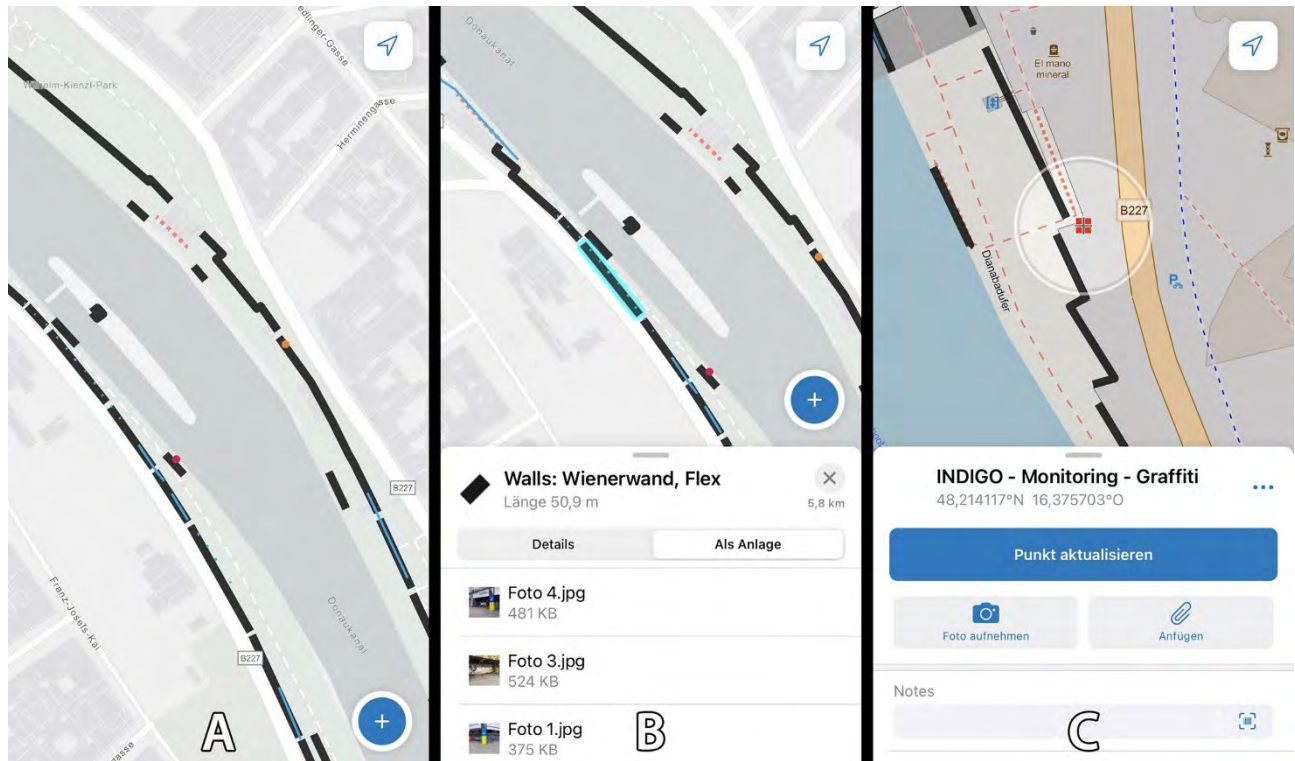 edlinger-Gasse
Wilhelm-Kienzl-Park
Herminengasse
B227
Franz-Josefs-Kai
Donaukanal
B227
asse
A
Donaukanal
+
Walls: Wienerwand, Flex
Länge 50,9 m
5,8 km
Details
Als Anlage
Foto 4.jpg
481 KB
Foto 3.jpg
524 KB
Foto 1.jpg
375 KB
B
El mano
mineral
B227
Dianabadufer
P
INDIGO - Monitoring - Graffiti
48,214117°N 16,375703°O
Punkt aktualisieren
Foto aufnehmen
Anfügen
Notes
C